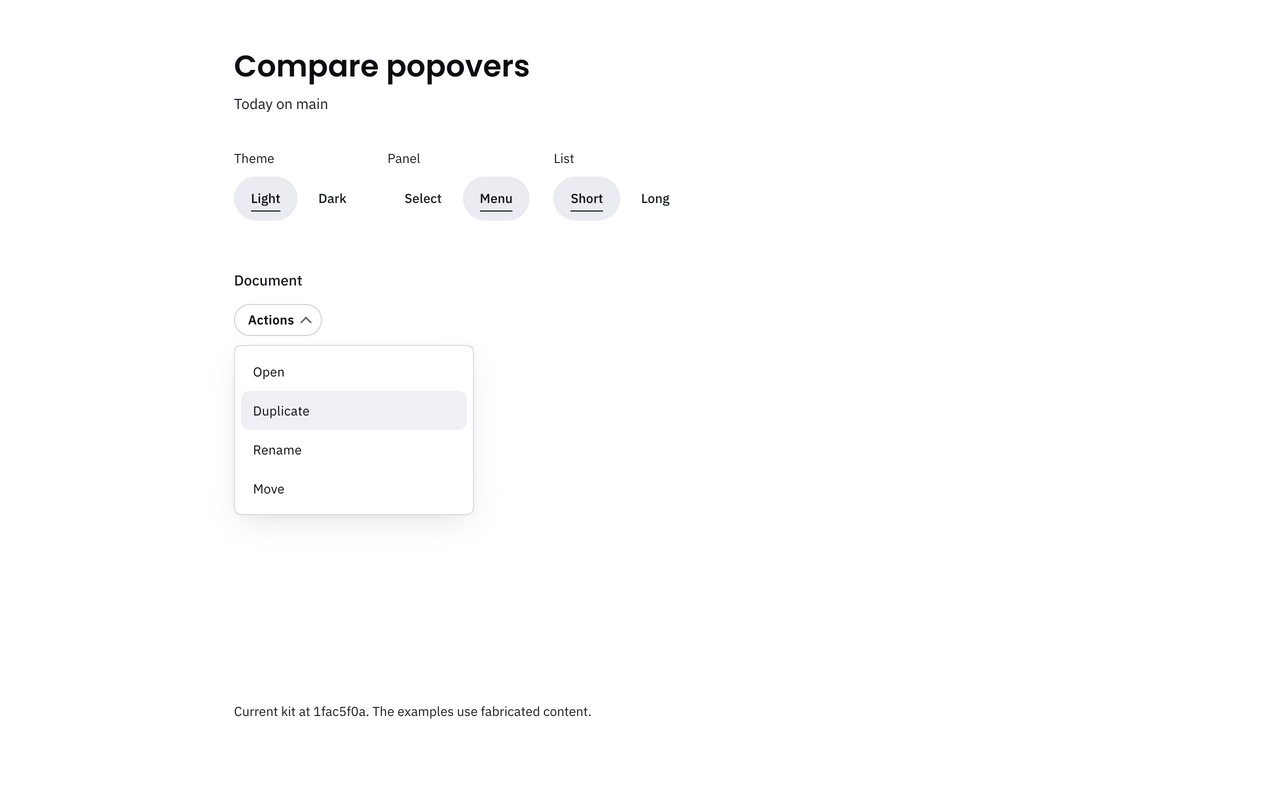 Compare popovers
Today on main
Theme Panel List
Light Dark Select Menu Short Long
Document
Actions
Open
Duplicate
Rename
Move
Current kit at 1fac5f0a. The examples use fabricated content.